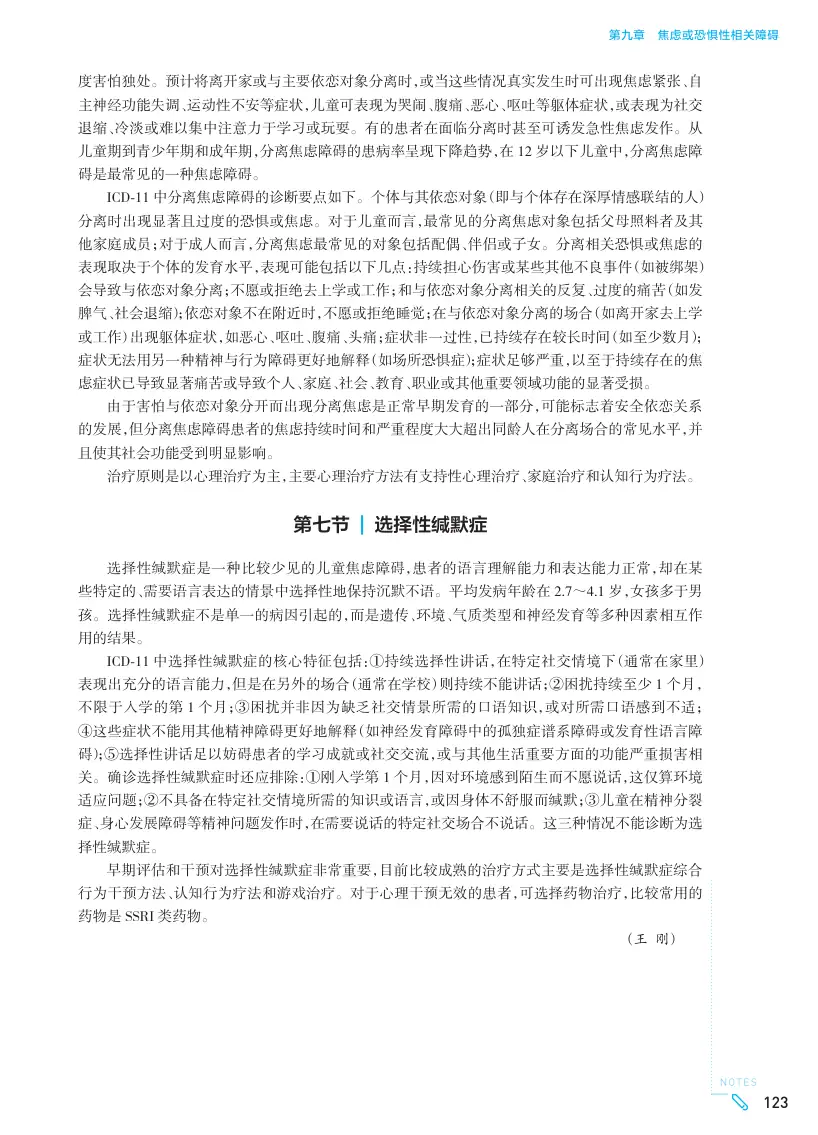 第九章 焦虑或恐惧性相关障碍
度害怕独处。预计将离开家或与主要依恋对象分离时,或当这些情况真实发生时可出现焦虑紧张、自
主神经功能失调、运动性不安等症状,儿童可表现为哭闹、腹痛、恶心、呕吐等躯体症状,或表现为社交
退缩、冷淡或难以集中注意力于学习或玩耍。有的患者在面临分离时甚至可诱发急性焦虑发作。从
儿童期到青少年期和成年期,分离焦虑障碍的患病率呈现下降趋势,在 12 岁以下儿童中,分离焦虑障
碍是最常见的一种焦虑障碍。
ICD-11 中分离焦虑障碍的诊断要点如下。个体与其依恋对象(即与个体存在深厚情感联结的人)
分离时出现显著且过度的恐惧或焦虑。对于儿童而言,最常见的分离焦虑对象包括父母照料者及其
他家庭成员;对于成人而言,分离焦虑最常见的对象包括配偶、伴侣或子女。分离相关恐惧或焦虑的
表现取决于个体的发育水平,表现可能包括以下几点:持续担心伤害或某些其他不良事件(如被绑架)
会导致与依恋对象分离;不愿或拒绝去上学或工作;和与依恋对象分离相关的反复、过度的痛苦(如发
脾气、社会退缩);依恋对象不在附近时,不愿或拒绝睡觉;在与依恋对象分离的场合(如离开家去上学
或工作)出现躯体症状,如恶心、呕吐、腹痛、头痛;症状非一过性,已持续存在较长时间(如至少数月);
症状无法用另一种精神与行为障碍更好地解释(如场所恐惧症);症状足够严重,以至于持续存在的焦
虑症状已导致显著痛苦或导致个人、家庭、社会、教育、职业或其他重要领域功能的显著受损。
由于害怕与依恋对象分开而出现分离焦虑是正常早期发育的一部分,可能标志着安全依恋关系
的发展,但分离焦虑障碍患者的焦虑持续时间和严重程度大大超出同龄人在分离场合的常见水平,并
且使其社会功能受到明显影响。
治疗原则是以心理治疗为主,主要心理治疗方法有支持性心理治疗、家庭治疗和认知行为疗法。
第七节 | 选择性缄默症
选择性缄默症是一种比较少见的儿童焦虑障碍,患者的语言理解能力和表达能力正常,却在某
些特定的、需要语言表达的情景中选择性地保持沉默不语。平均发病年龄在 2.7～4.1 岁,女孩多于男
孩。选择性缄默症不是单一的病因引起的,而是遗传、环境、气质类型和神经发育等多种因素相互作
用的结果。
ICD-11 中选择性缄默症的核心特征包括:①持续选择性讲话,在特定社交情境下(通常在家里)
表现出充分的语言能力,但是在另外的场合(通常在学校)则持续不能讲话;②困扰持续至少 1 个月,
不限于入学的第 1 个月;③困扰并非因为缺乏社交情景所需的口语知识,或对所需口语感到不适;
④这些症状不能用其他精神障碍更好地解释(如神经发育障碍中的孤独症谱系障碍或发育性语言障
碍);⑤选择性讲话足以妨碍患者的学习成就或社交交流,或与其他生活重要方面的功能严重损害相
关。确诊选择性缄默症时还应排除:①刚入学第 1 个月,因对环境感到陌生而不愿说话,这仅算环境
适应问题;②不具备在特定社交情境所需的知识或语言,或因身体不舒服而缄默;③儿童在精神分裂
症、身心发展障碍等精神问题发作时,在需要说话的特定社交场合不说话。这三种情况不能诊断为选
择性缄默症。
早期评估和干预对选择性缄默症非常重要,目前比较成熟的治疗方式主要是选择性缄默症综合
行为干预方法、认知行为疗法和游戏治疗。对于心理干预无效的患者,可选择药物治疗,比较常用的
药物是 SSRI 类药物。
(王 刚)
NOTES
123